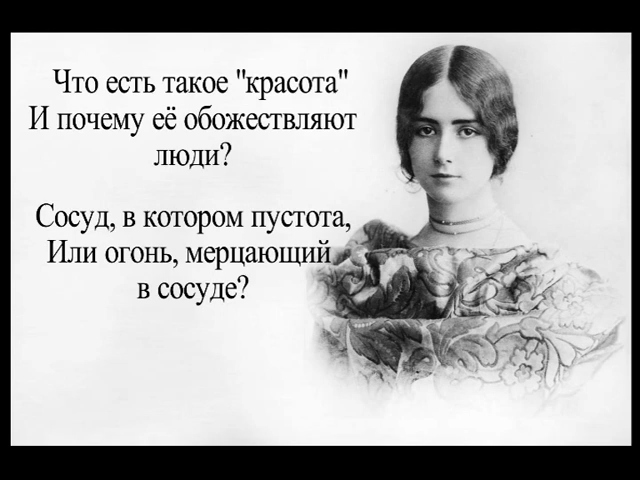 Что есть такое "красота"
И почему её обожествляют
люди?
Сосуд, в котором пустота,
Или огонь, мерцающий
в сосуде?